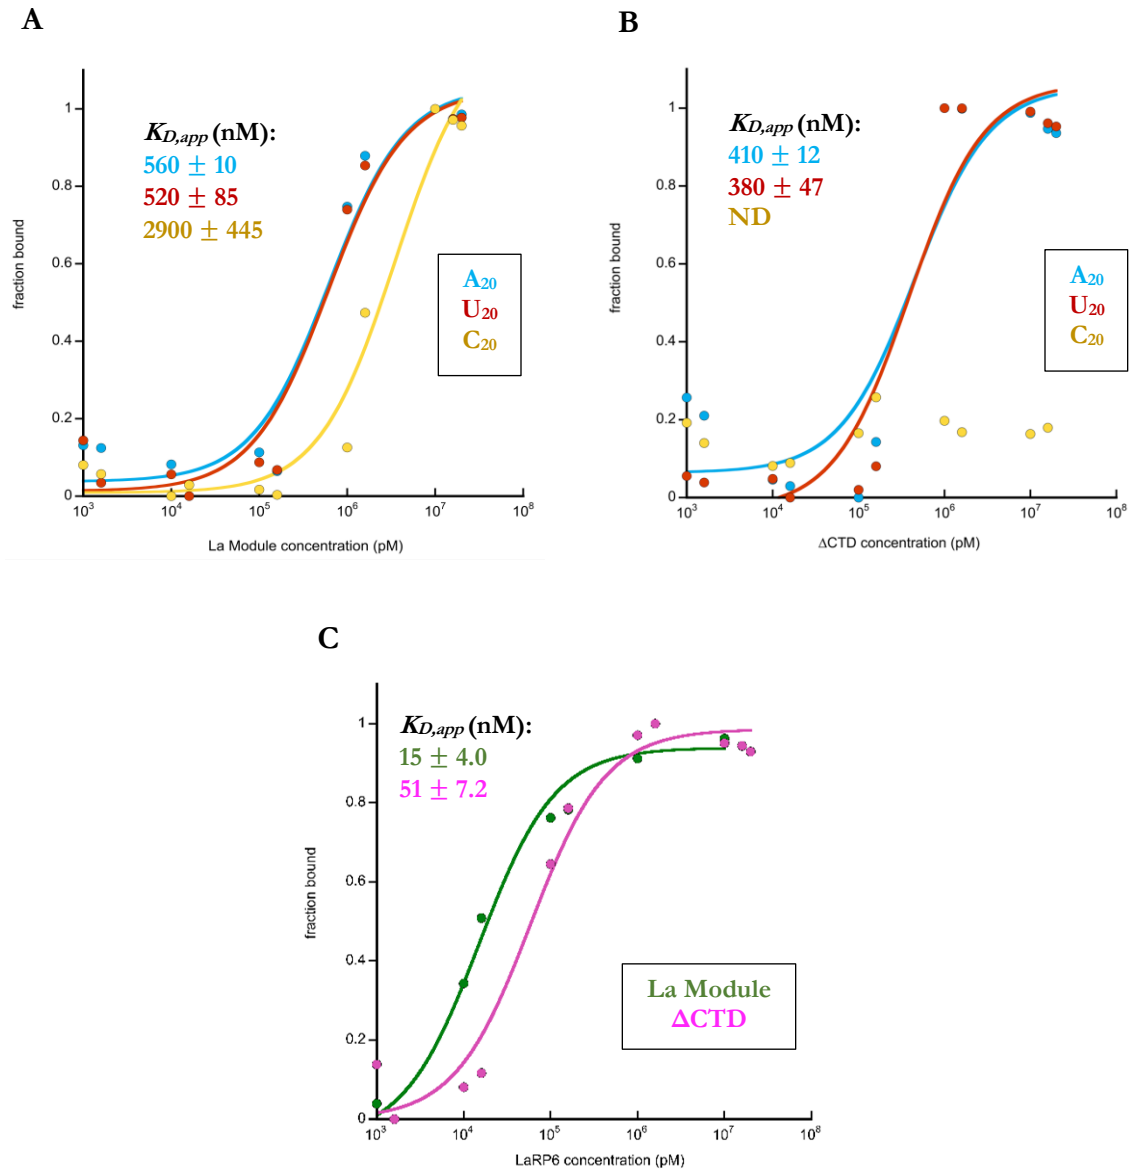 A
K_D,app (nM):
560 ± 10
520 ± 85
2900 ± 445
A₂₀
U₂₀
C₂₀
fraction bound
1
0.8
0.6
0.4
0.2
0
10³
10⁴
10⁵
10⁶
10⁷
10⁸
La Module concentration (pM)
B
K_D,app (nM):
410 ± 12
380 ± 47
ND
A₂₀
U₂₀
C₂₀
fraction bound
1
0.8
0.6
0.4
0.2
0
10³
10⁴
10⁵
10⁶
10⁷
10⁸
ΔCTD concentration (pM)
C
K_D,app (nM):
15 ± 4.0
51 ± 7.2
La Module
ΔCTD
fraction bound
1
0.8
0.6
0.4
0.2
0
10³
10⁴
10⁵
10⁶
10⁷
10⁸
LaRP6 concentration (pM)